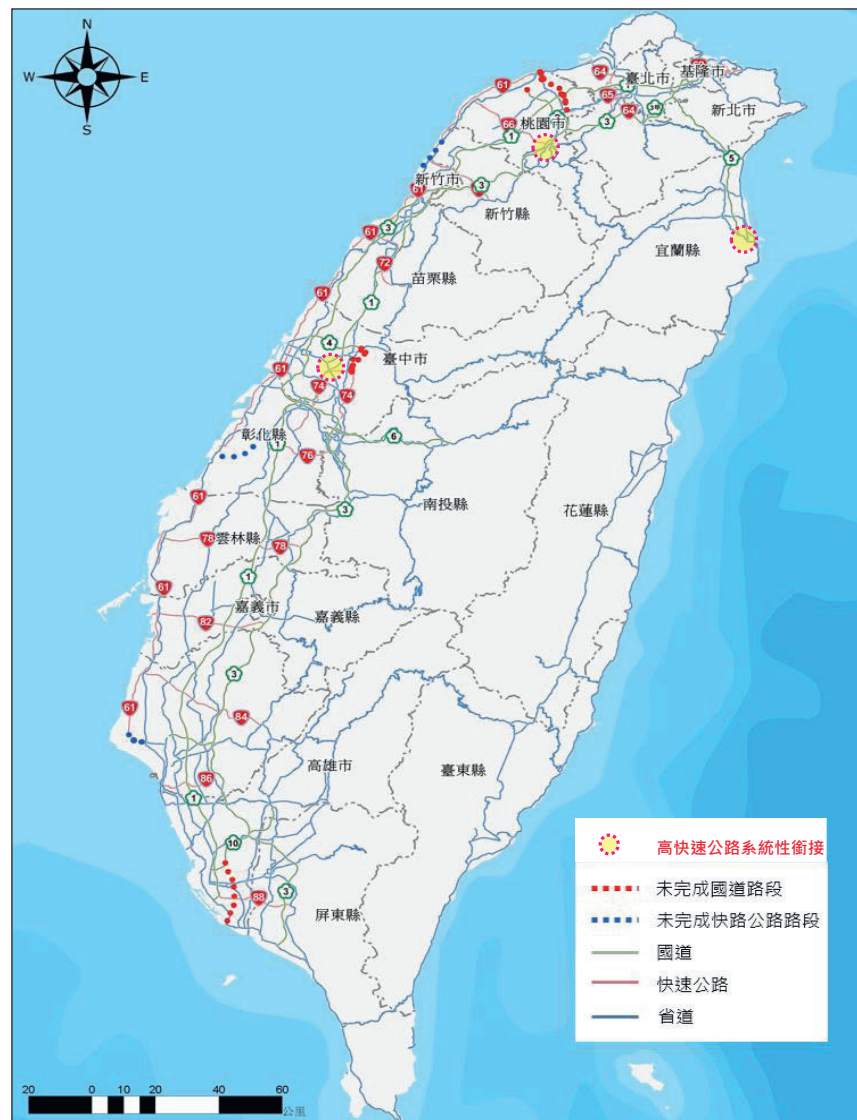 N
W E
S
61
64
臺北市
基隆市
65
64
新北市
桃園市
66
3
1
3
5
新竹市
61
3
新竹縣
3
61
宜蘭縣
72
苗栗縣
61
1
4
臺中市
61
74
74
彰化縣
1
6
76
61
3
南投縣
花蓮縣
78
雲林縣
78
1
61
嘉義市
嘉義縣
82
3
61
84
高雄市
臺東縣
86
1
10
88
3
屏東縣
高快速公路系統性銜接
未完成國道路段
未完成快路公路路段
國道
快速公路
省道
20 0 10 20 40 60
公里